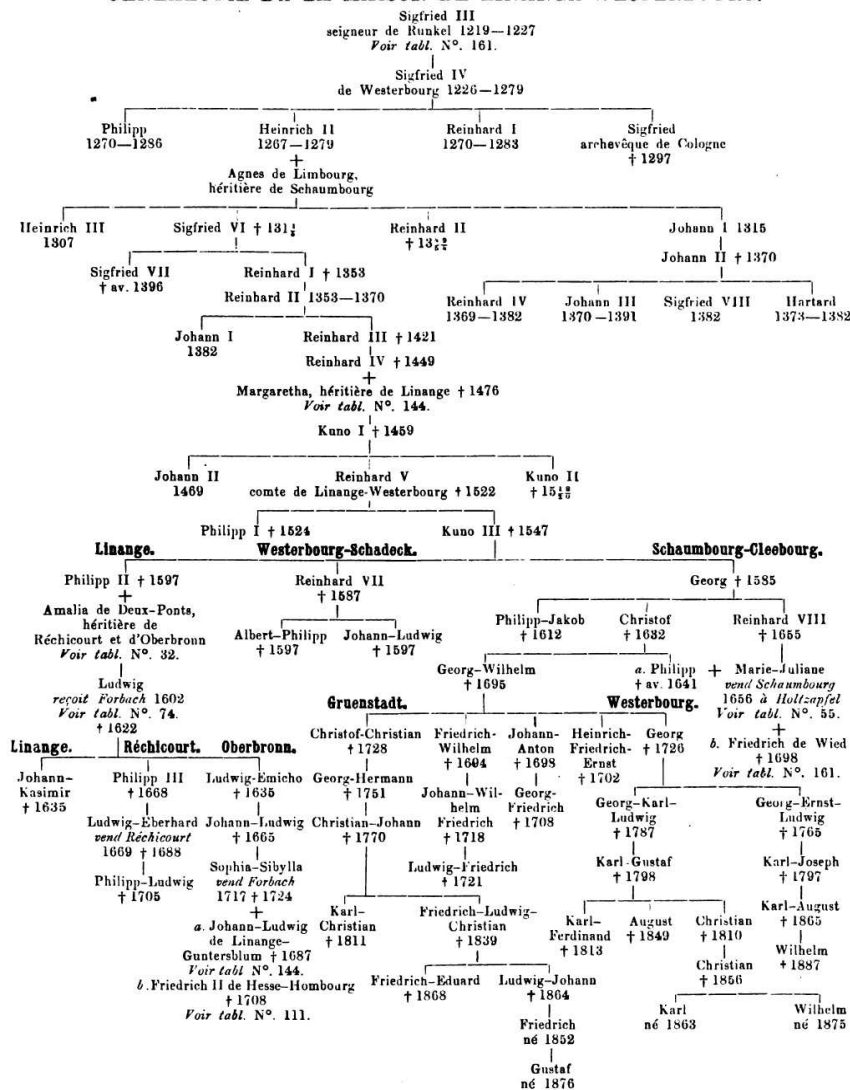 Sigfried III
seigneur de Runkel 1219—1227
Voir tabl. N°. 161.
Sigfried IV
de Westerbourg 1226—1279
Philipp
1270—1286
Heinrich II
1267—1279
Reinhard I
1270—1283
Sigfried
archevêque de Cologne
† 1297
+
Agnes de Limbourg,
héritière de Schaumbourg
Heinrich III
1307
Sigfried VI †
Reinhard II
†
Johann I 1315
Johann II † 1370
Sigfried VII
† av. 1396
Reinhard I † 1353
Reinhard II 1353—1370
Reinhard IV
1369—1382
Johann III
1370—1391
Sigfried VIII
1382
Hartard
1373—1382
Johann I
1382
Reinhard III † 1421
Reinhard IV † 1449
+
Margaretha, héritière de Linange † 1476
Voir tabl. N°. 144.
Kuno I † 1459
Johann II
1469
Reinhard V
comte de Linange-Westerbourg † 1522
Kuno II
†
Philipp I † 1524
Kuno III † 1547
Linange.
Westerbourg-Schadeck.
Schaumbourg-Cleebourg.
Philipp II † 1597
+
Amalia de Deux-Ponts,
héritière de
Réchicourt et d'Oberbronn
Voir tabl. N°. 32.
Reinhard VII
† 1587
Georg † 1585
Albert-Philipp
† 1597
Johann-Ludwig
† 1597
Philipp-Jakob
† 1612
Christof
† 1632
Reinhard VIII
† 1655
Ludwig
reçoit Forbach 1602
Voir tabl. N°. 74.
† 1622
Georg-Wilhelm
† 1695
a. Philipp
† av. 1641
+
Marie-Juliane
vend Schaumbourg
1656 à Holtzapfel
Voir tabl. N°. 55.
+
b. Friedrich de Wied
† 1698
Voir tabl. N°. 161.
Gruenstadt.
Westerbourg.
Christof-Christian
† 1728
Friedrich-
Wilhelm
† 1694
Johann-
Anton
† 1698
Heinrich-
Friedrich-
Ernst
† 1702
Georg
† 1726
Linange.
Réchicourt.
Oberbronn.
Johann-
Kasimir
† 1635
Philipp III
† 1668
Ludwig-Emicho
† 1635
Georg-Hermann
† 1751
Johann-Wil-
helm
Friedrich
† 1718
Georg-
Friedrich
† 1708
Georg-Karl-
Ludwig
† 1787
Georg-Ernst-
Ludwig
† 1765
Ludwig-Eberhard
vend Réchicourt
1669 † 1688
Johann-Ludwig
† 1665
Christian-Johann
† 1770
Philipp-Ludwig
† 1705
Sophia-Sibylla
vend Forbach
1717 † 1724
+
a. Johann-Ludwig
de Linange-
Guntersblum † 1687
Voir tabl N°. 144.
b. Friedrich II de Hesse-Hombourg
† 1708
Voir tabl. N°. 111.
Ludwig-Friedrich
† 1721
Karl-Gustaf
† 1798
Karl-Joseph
† 1797
Karl-
Christian
† 1811
Friedrich-Ludwig-
Christian
† 1839
Karl-
Ferdinand
† 1813
August
† 1849
Christian
† 1810
Karl-August
† 1865
Christian
† 1856
Wilhelm
† 1887
Friedrich-Eduard
† 1868
Ludwig-Johann
† 1864
Karl
né 1863
Wilhelm
né 1875
Friedrich
né 1852
Gustaf
né 1876